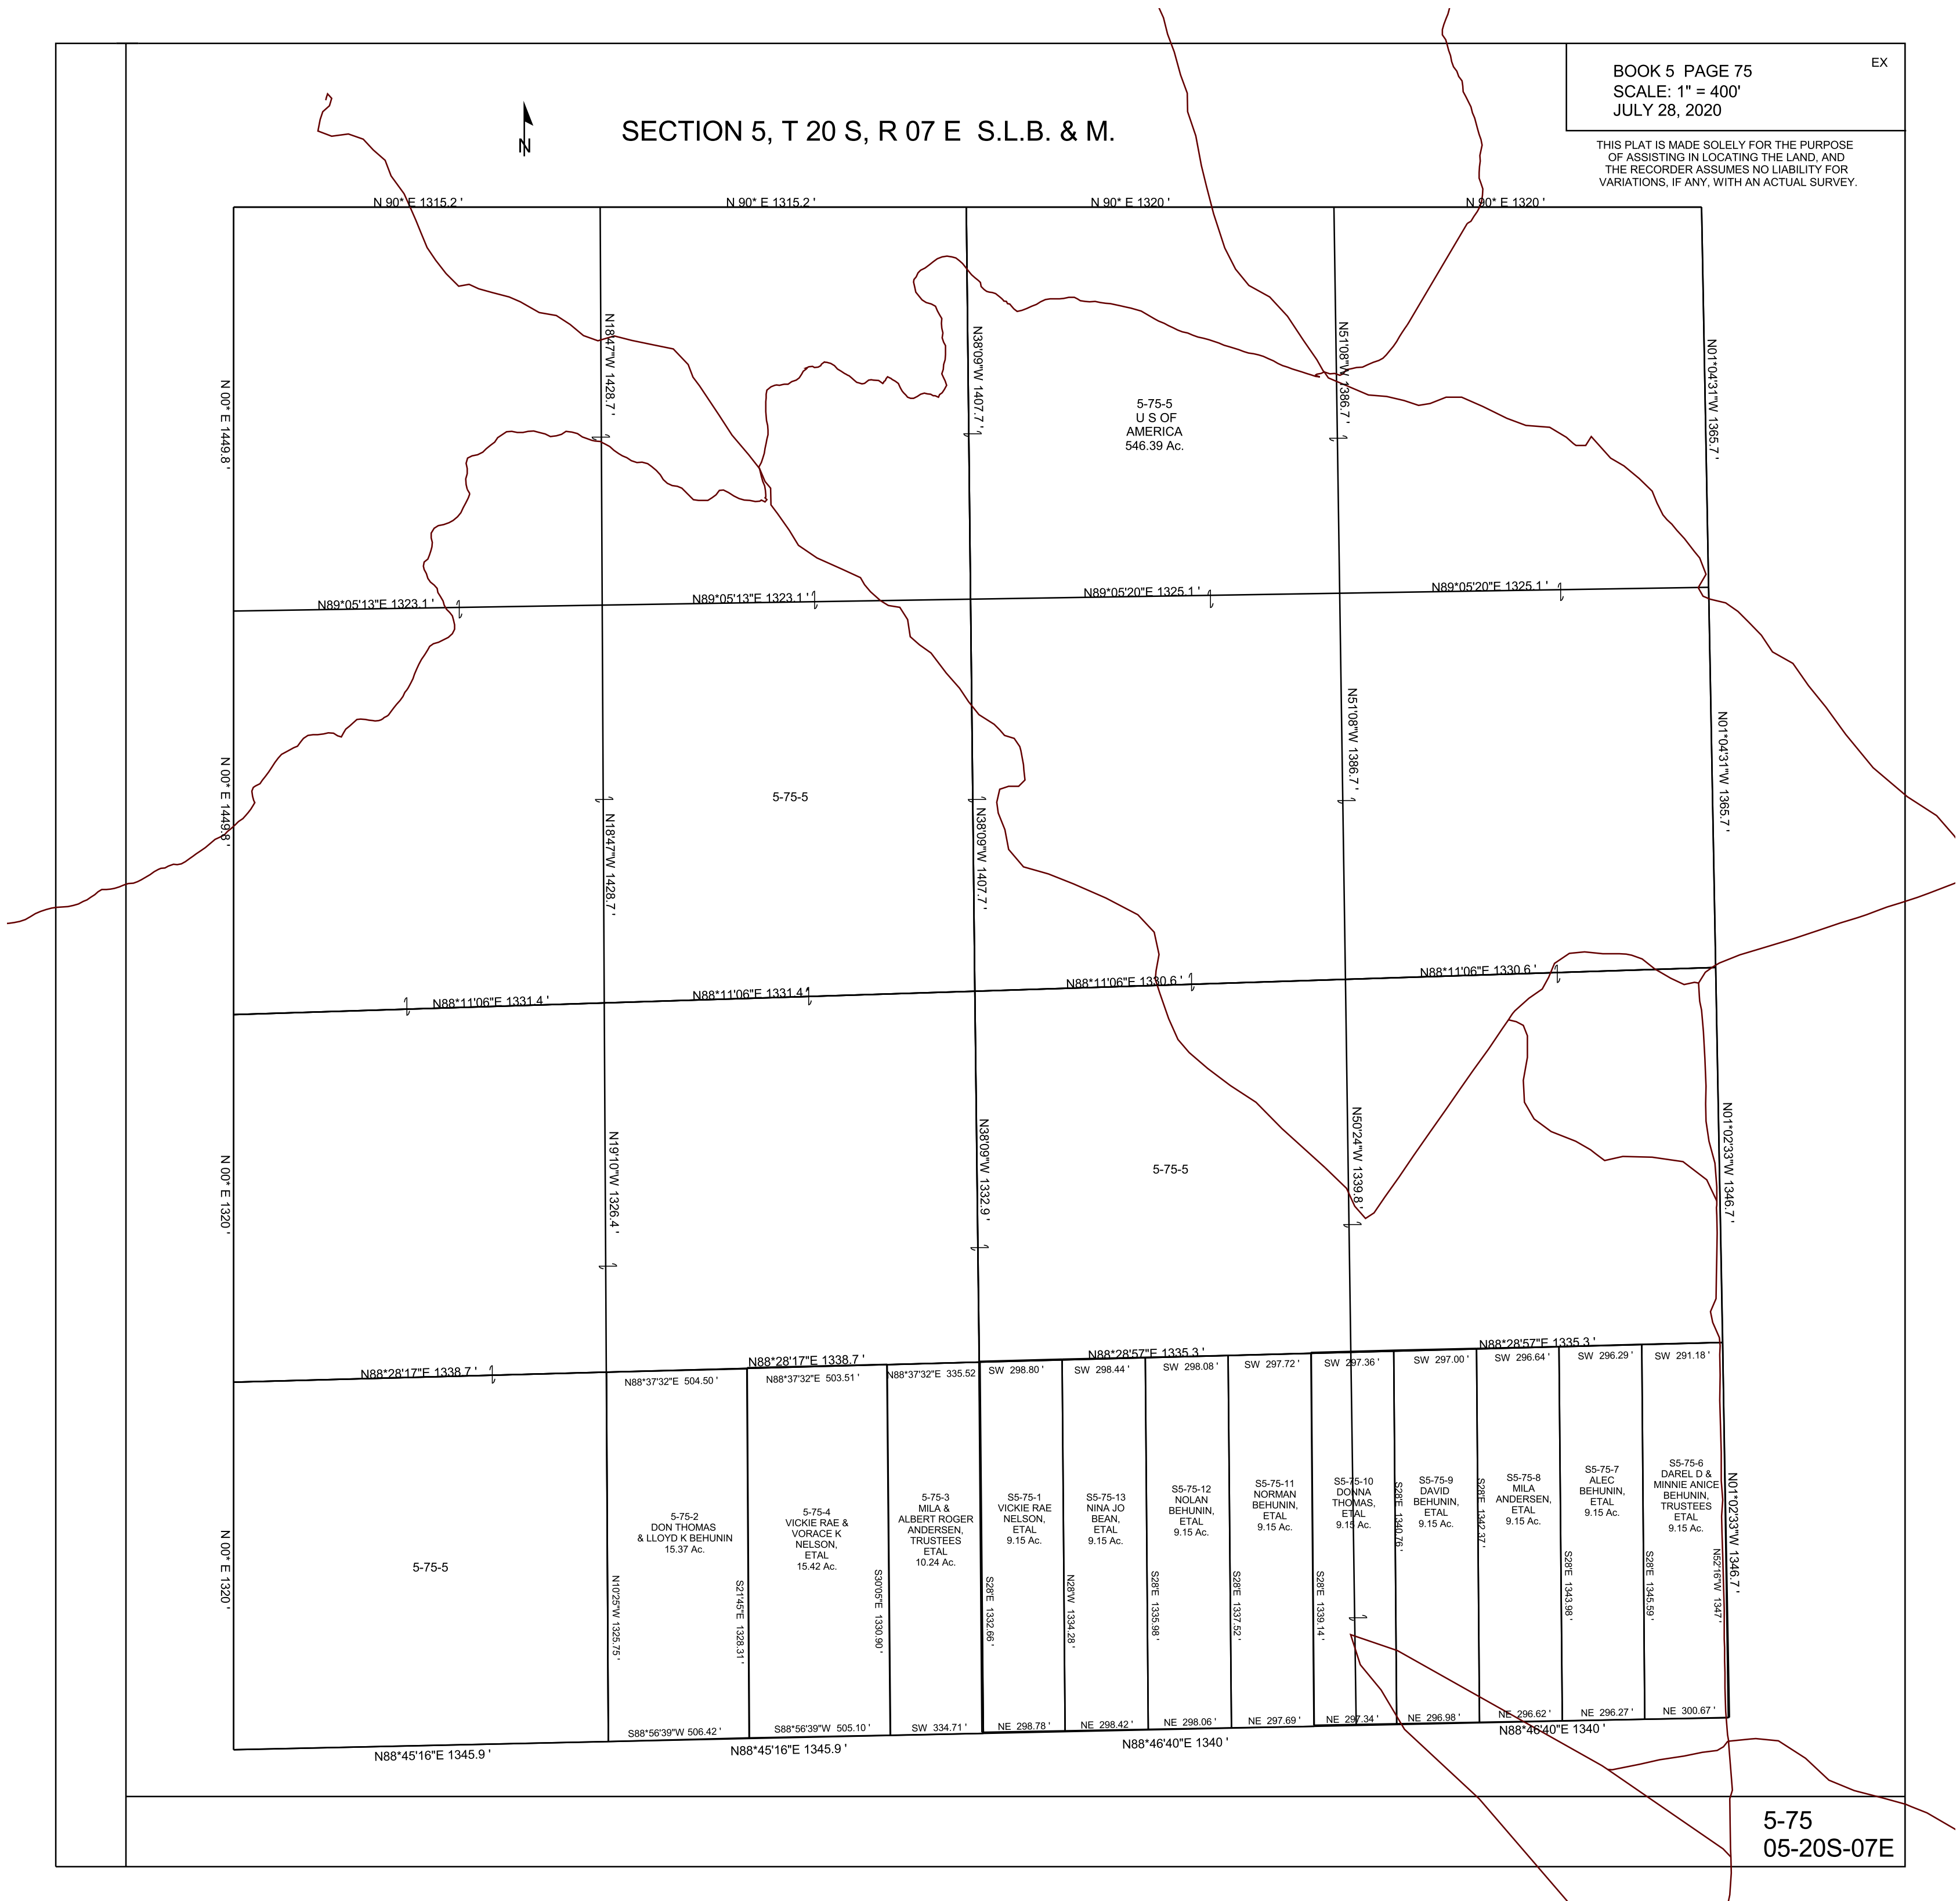 EX
BOOK 5 PAGE 75
SCALE: 1" = 400'
JULY 28, 2020
THIS PLAT IS MADE SOLELY FOR THE PURPOSE
OF ASSISTING IN LOCATING THE LAND, AND
THE RECORDER ASSUMES NO LIABILITY FOR
VARIATIONS, IF ANY, WITH AN ACTUAL SURVEY.
N
SECTION 5, T 20 S, R 07 E S.L.B. & M.
N 90* E 1315.2 '
N 90* E 1315.2 '
N 90* E 1320 '
N 90* E 1320 '
N 00* E 1449.8 '
N18'47"W 1428.7 '
N38'09"W 1407.7 '
N51'08"W 1386.7 '
N01*04'31"W 1365.7 '
5-75-5
U S OF
AMERICA
546.39 Ac.
N89*05'13"E 1323.1 '
N89*05'13"E 1323.1 '
N89*05'20"E 1325.1 '
N89*05'20"E 1325.1 '
N 00* E 1449.8 '
N18'47"W 1428.7 '
N38'09"W 1407.7 '
N51'08"W 1386.7 '
N01*04'31"W 1365.7 '
5-75-5
N88*11'06"E 1331.4 '
N88*11'06"E 1331.4 '
N88*11'06"E 1330.6 '
N88*11'06"E 1330.6 '
N 00* E 1320 '
N19'10"W 1326.4 '
N38'09"W 1332.9 '
N50'24"W 1339.8 '
N01*02'33"W 1346.7 '
5-75-5
N88*28'17"E 1338.7 '
N88*28'17"E 1338.7 '
N88*28'57"E 1335.3 '
N88*28'57"E 1335.3 '
N88*37'32"E 504.50 '
N88*37'32"E 503.51 '
N88*37'32"E 335.52
SW 298.80 '
SW 298.44 '
SW 298.08 '
SW 297.72 '
SW 297.36 '
SW 297.00 '
SW 296.64 '
SW 296.29 '
SW 291.18 '
N 00* E 1320 '
5-75-5
N10'25"W 1325.75 '
5-75-2
DON THOMAS
& LLOYD K BEHUNIN
15.37 Ac.
S21'45"E 1328.31 '
5-75-4
VICKIE RAE &
VORACE K
NELSON,
ETAL
15.42 Ac.
S30'05"E 1330.90 '
5-75-3
MILA &
ALBERT ROGER
ANDERSEN,
TRUSTEES
ETAL
10.24 Ac.
S28'E 1332.66 '
S5-75-1
VICKIE RAE
NELSON,
ETAL
9.15 Ac.
N28'W 1334.28 '
S5-75-13
NINA JO
BEAN,
ETAL
9.15 Ac.
S28'E 1335.98 '
S5-75-12
NOLAN
BEHUNIN,
ETAL
9.15 Ac.
S28'E 1337.52 '
S5-75-11
NORMAN
BEHUNIN,
ETAL
9.15 Ac.
S28'E 1339.14 '
S5-75-10
DONNA
THOMAS,
ETAL
9.15 Ac.
S28'E 1340.76 '
S5-75-9
DAVID
BEHUNIN,
ETAL
9.15 Ac.
S28'E 1342.37 '
S5-75-8
MILA
ANDERSEN,
ETAL
9.15 Ac.
S28'E 1343.98 '
S5-75-7
ALEC
BEHUNIN,
ETAL
9.15 Ac.
S28'E 1345.59 '
S5-75-6
DAREL D &
MINNIE ANICE
BEHUNIN,
TRUSTEES
ETAL
9.15 Ac.
N52'16"W 1347 '
N01*02'33"W 1346.7 '
S88*56'39"W 506.42 '
S88*56'39"W 505.10 '
SW 334.71 '
NE 298.78 '
NE 298.42 '
NE 298.06 '
NE 297.69 '
NE 297.34 '
NE 296.98 '
NE 296.62 '
NE 296.27 '
NE 300.67 '
N88*45'16"E 1345.9 '
N88*45'16"E 1345.9 '
N88*46'40"E 1340 '
N88*46'40"E 1340 '
5-75
05-20S-07E